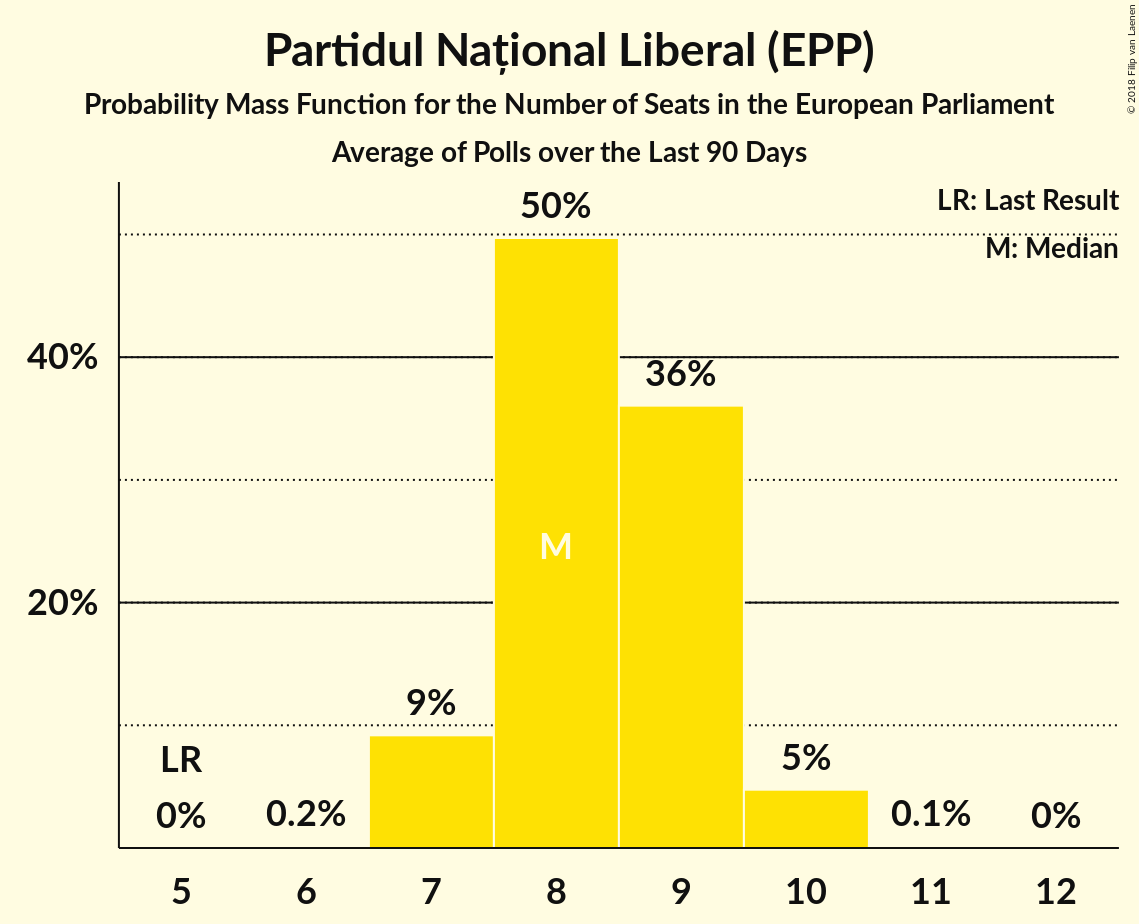 Partidul Național Liberal (EPP)
Probability Mass Function for the Number of Seats in the European Parliament
Average of Polls over the Last 90 Days
© 2018 Filip van Laenen
LR: Last Result
M: Median
50%
40%
36%
M
20%
9%
LR
5%
0%
0.2%
0.1%
0%
5 6 7 8 9 10 11 12